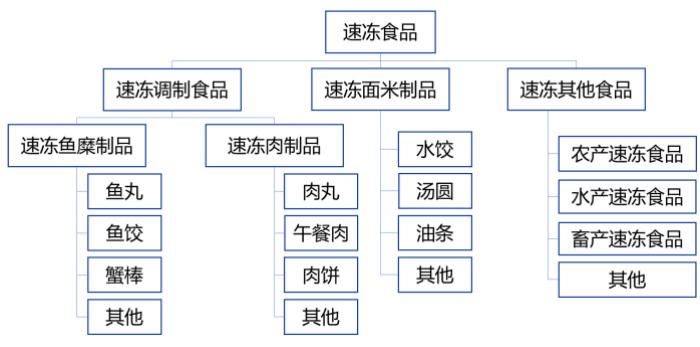 速冻食品
速冻调制食品
速冻面米制品
速冻其他食品
速冻鱼糜制品
速冻肉制品
鱼丸
鱼饺
蟹棒
其他
肉丸
午餐肉
肉饼
其他
水饺
汤圆
油条
其他
农产速冻食品
水产速冻食品
畜产速冻食品
其他